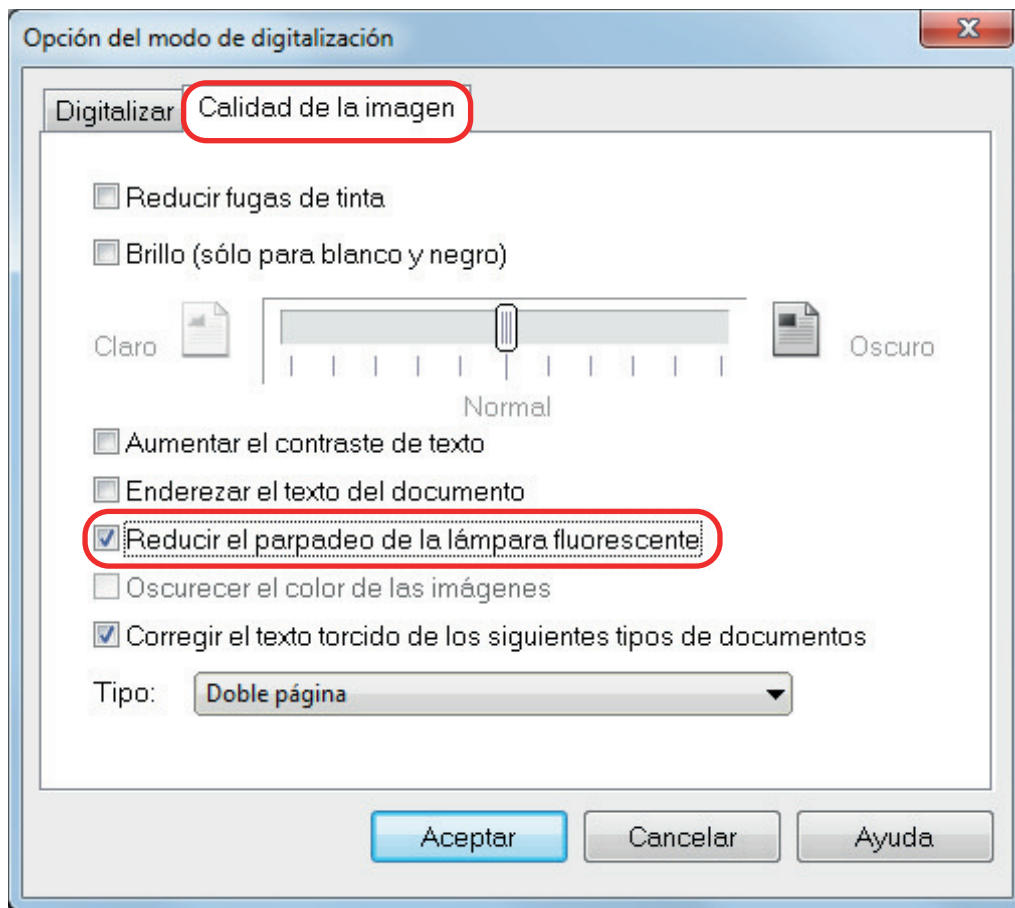 Opción del modo de digitalización
Digitalizar Calidad de la imagen
Reducir fugas de tinta
Brillo (sólo para blanco y negro)
Claro Oscuro
Normal
Aumentar el contraste de texto
Enderezar el texto del documento
Reducir el parpadeo de la lámpara fluorescente
Oscurecer el color de las imágenes
Corregir el texto torcido de los siguientes tipos de documentos
Tipo: Doble página
Aceptar Cancelar Ayuda